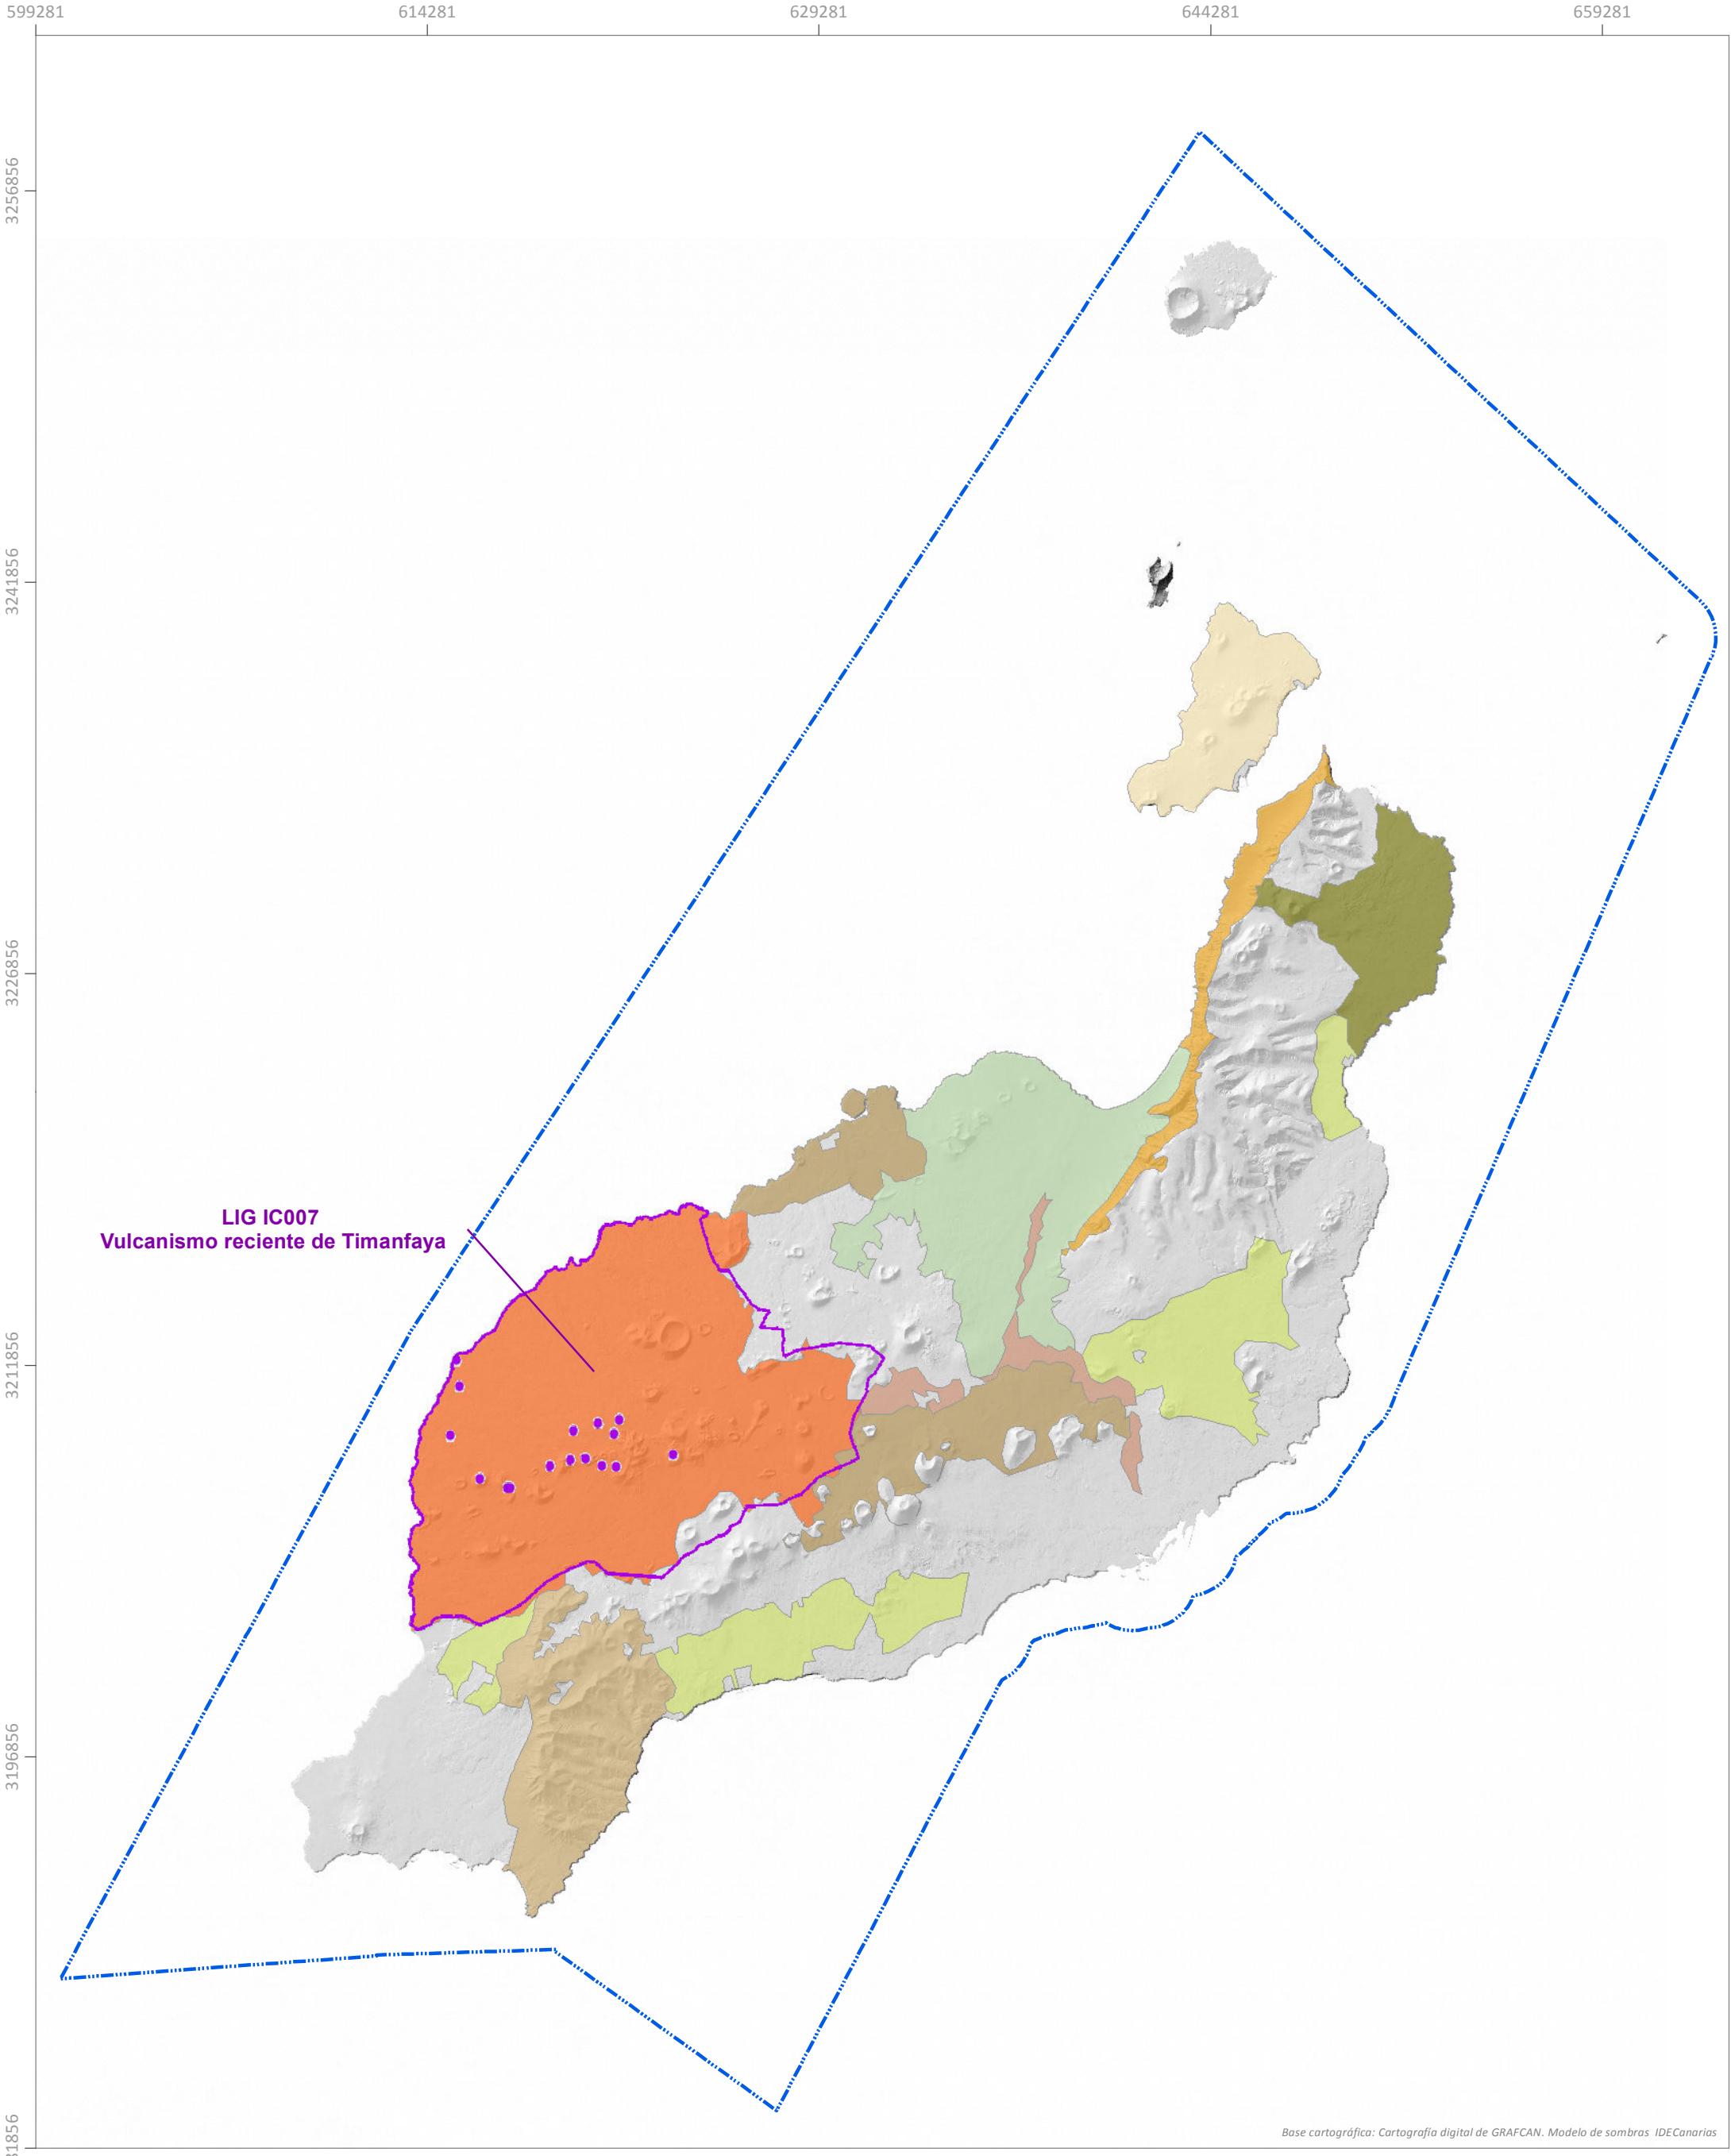 599281 614281 629281 644281 659281
3256856
3241856
3226856
LIG IC007
Vulcanismo reciente de Timanfaya
3211856
3196856
Base cartográfica: Cartografía digital de GRAFCAN. Modelo de sombras IDECanarias